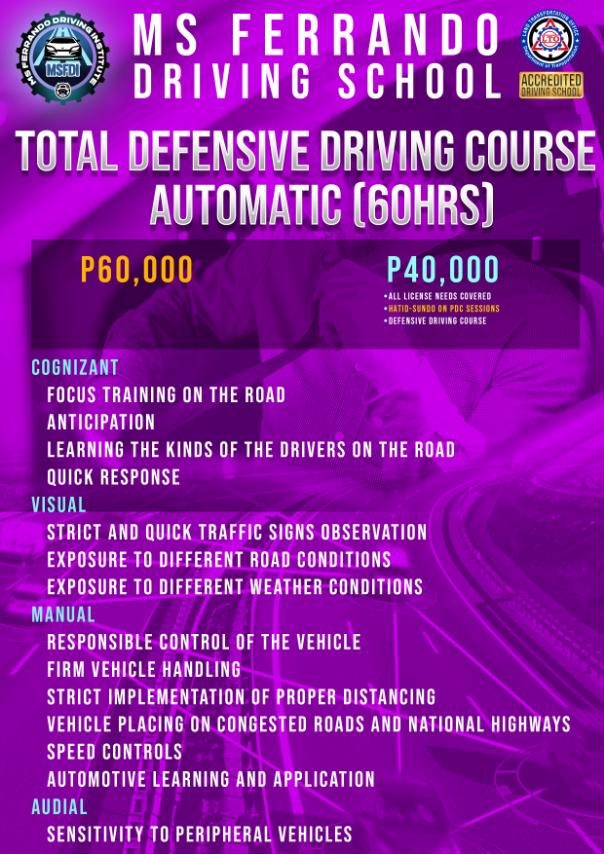 MS FERRANDO DRIVING INSTITUTE
MSFDI
MS FERRANDO
DRIVING SCHOOL
LAND TRANSPORTATION OFFICE
LTO
Department of Transportation
ACCREDITED
DRIVING SCHOOL
TOTAL DEFENSIVE DRIVING COURSE
AUTOMATIC (60HRS)
P60,000
P40,000
•ALL LICENSE NEEDS COVERED
•HATID-SUNDO ON PDC SESSIONS
•DEFENSIVE DRIVING COURSE
COGNIZANT
FOCUS TRAINING ON THE ROAD
ANTICIPATION
LEARNING THE KINDS OF THE DRIVERS ON THE ROAD
QUICK RESPONSE
VISUAL
STRICT AND QUICK TRAFFIC SIGNS OBSERVATION
EXPOSURE TO DIFFERENT ROAD CONDITIONS
EXPOSURE TO DIFFERENT WEATHER CONDITIONS
MANUAL
RESPONSIBLE CONTROL OF THE VEHICLE
FIRM VEHICLE HANDLING
STRICT IMPLEMENTATION OF PROPER DISTANCING
VEHICLE PLACING ON CONGESTED ROADS AND NATIONAL HIGHWAYS
SPEED CONTROLS
AUTOMOTIVE LEARNING AND APPLICATION
AUDIAL
SENSITIVITY TO PERIPHERAL VEHICLES